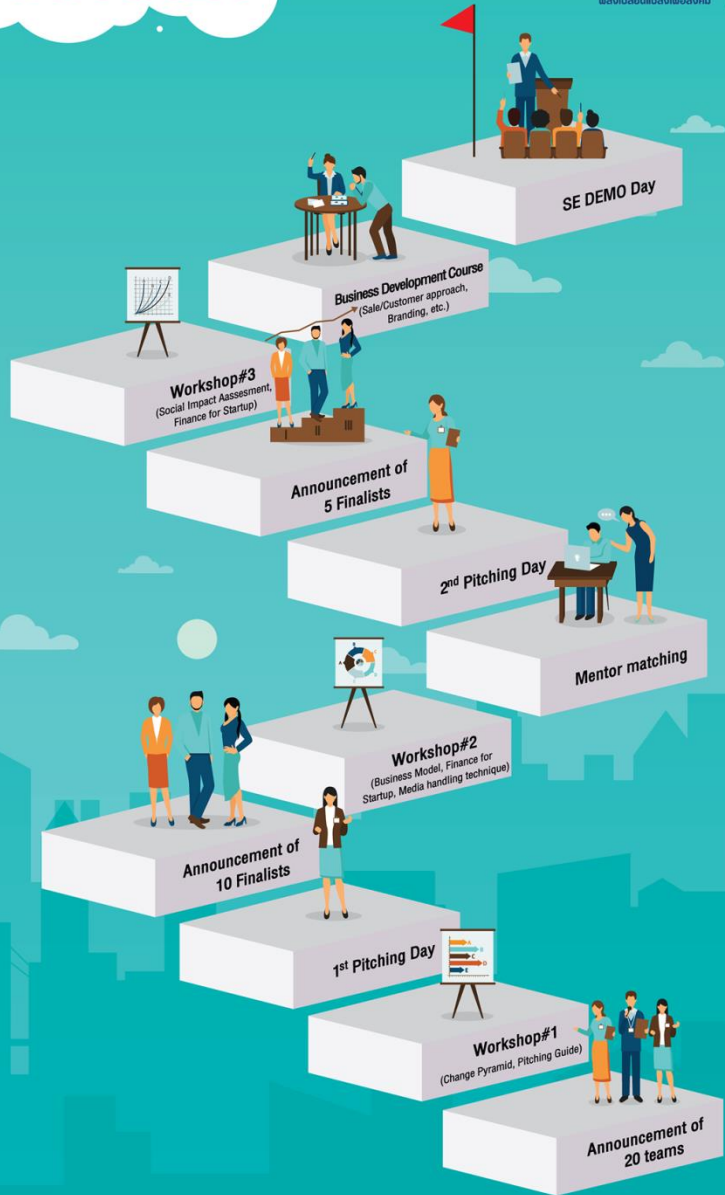 SE DEMO Day
Business Development Course
(Sale/Customer approach,
Branding, etc.)
Workshop#3
(Social Impact Aassesment,
Finance for Startup)
I II III
Announcement of
5 Finalists
2nd Pitching Day
Mentor matching
Workshop#2
(Business Model, Finance for
Startup, Media handling technique)
Announcement of
10 Finalists
1st Pitching Day
A
B
C
D
E
Workshop#1
(Change Pyramid, Pitching Guide)
Announcement of
20 teams